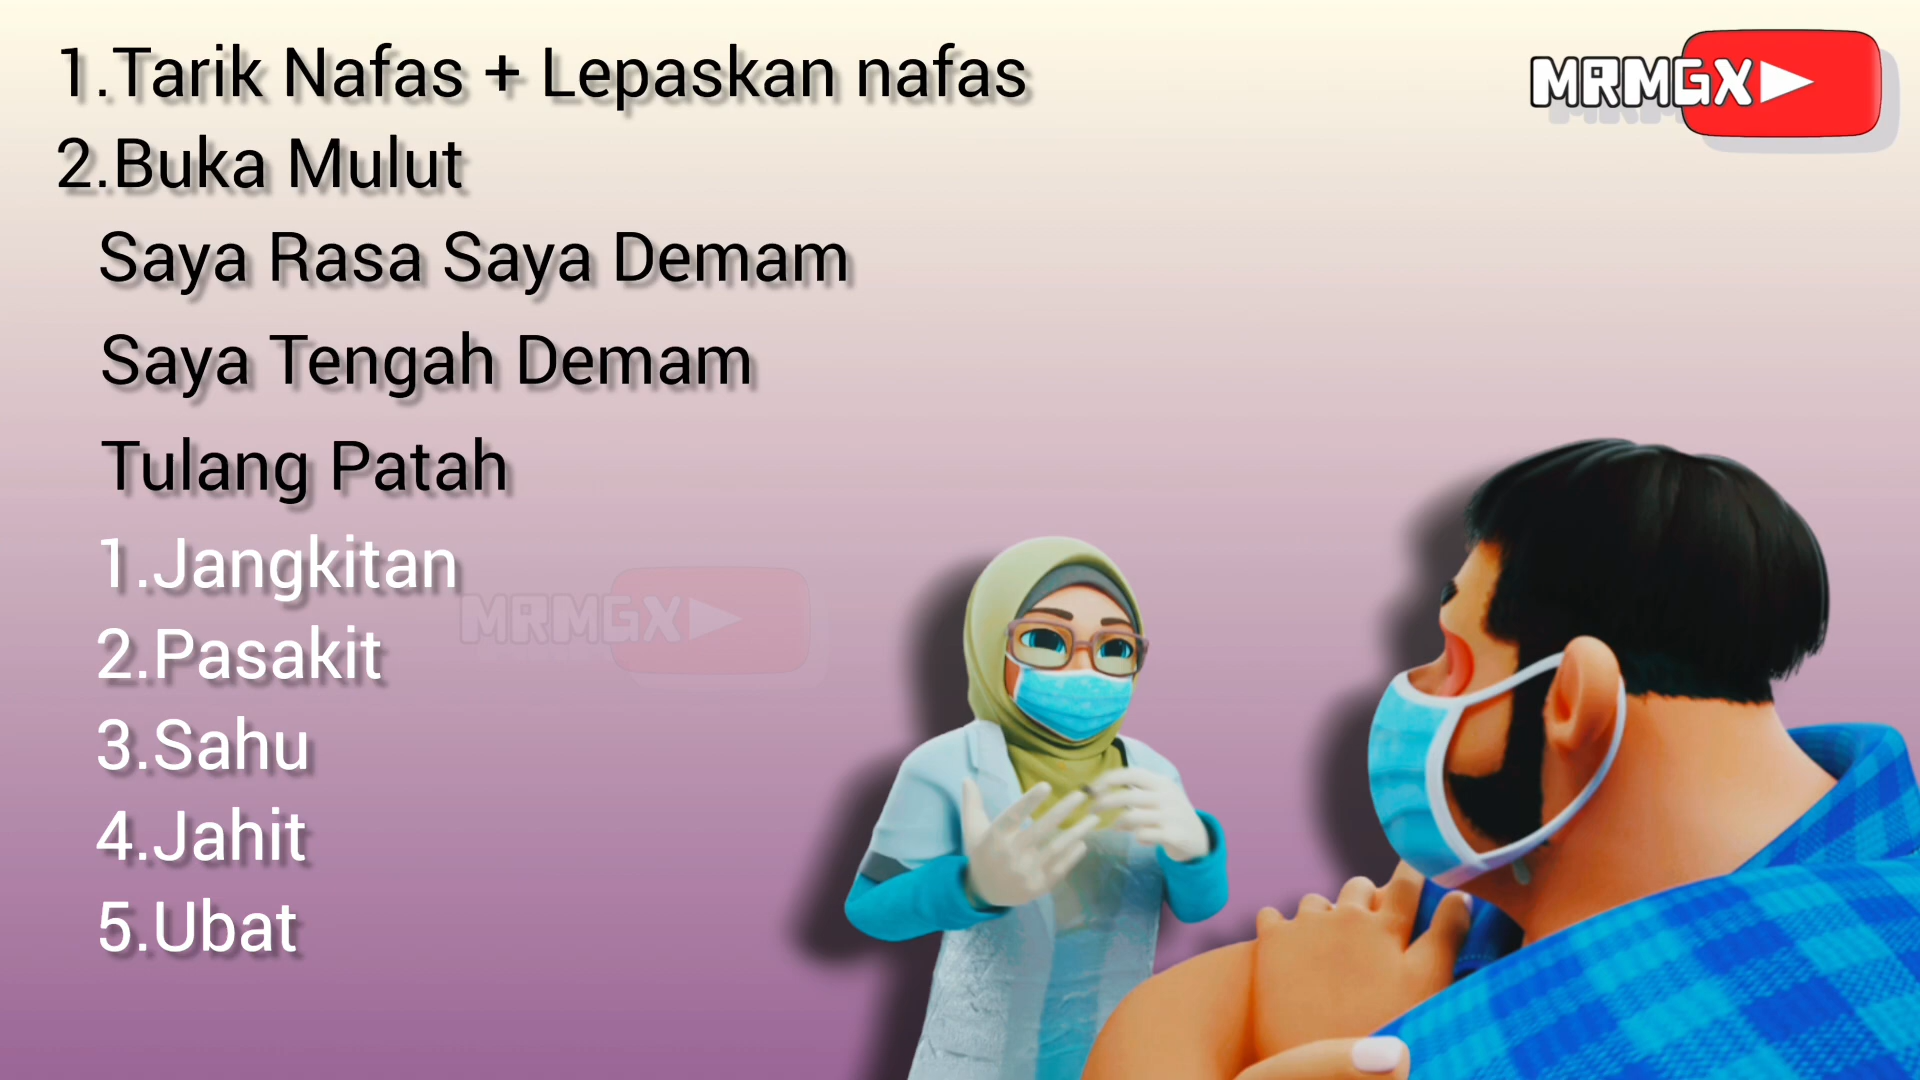 1.Tarik Nafas + Lepaskan nafas
MRMGX
2.Buka Mulut
Saya Rasa Saya Demam
Saya Tengah Demam
Tulang Patah
1.Jangkitan
MRMGX
2.Pasakit
3.Sahu
4.Jahit
5.Ubat